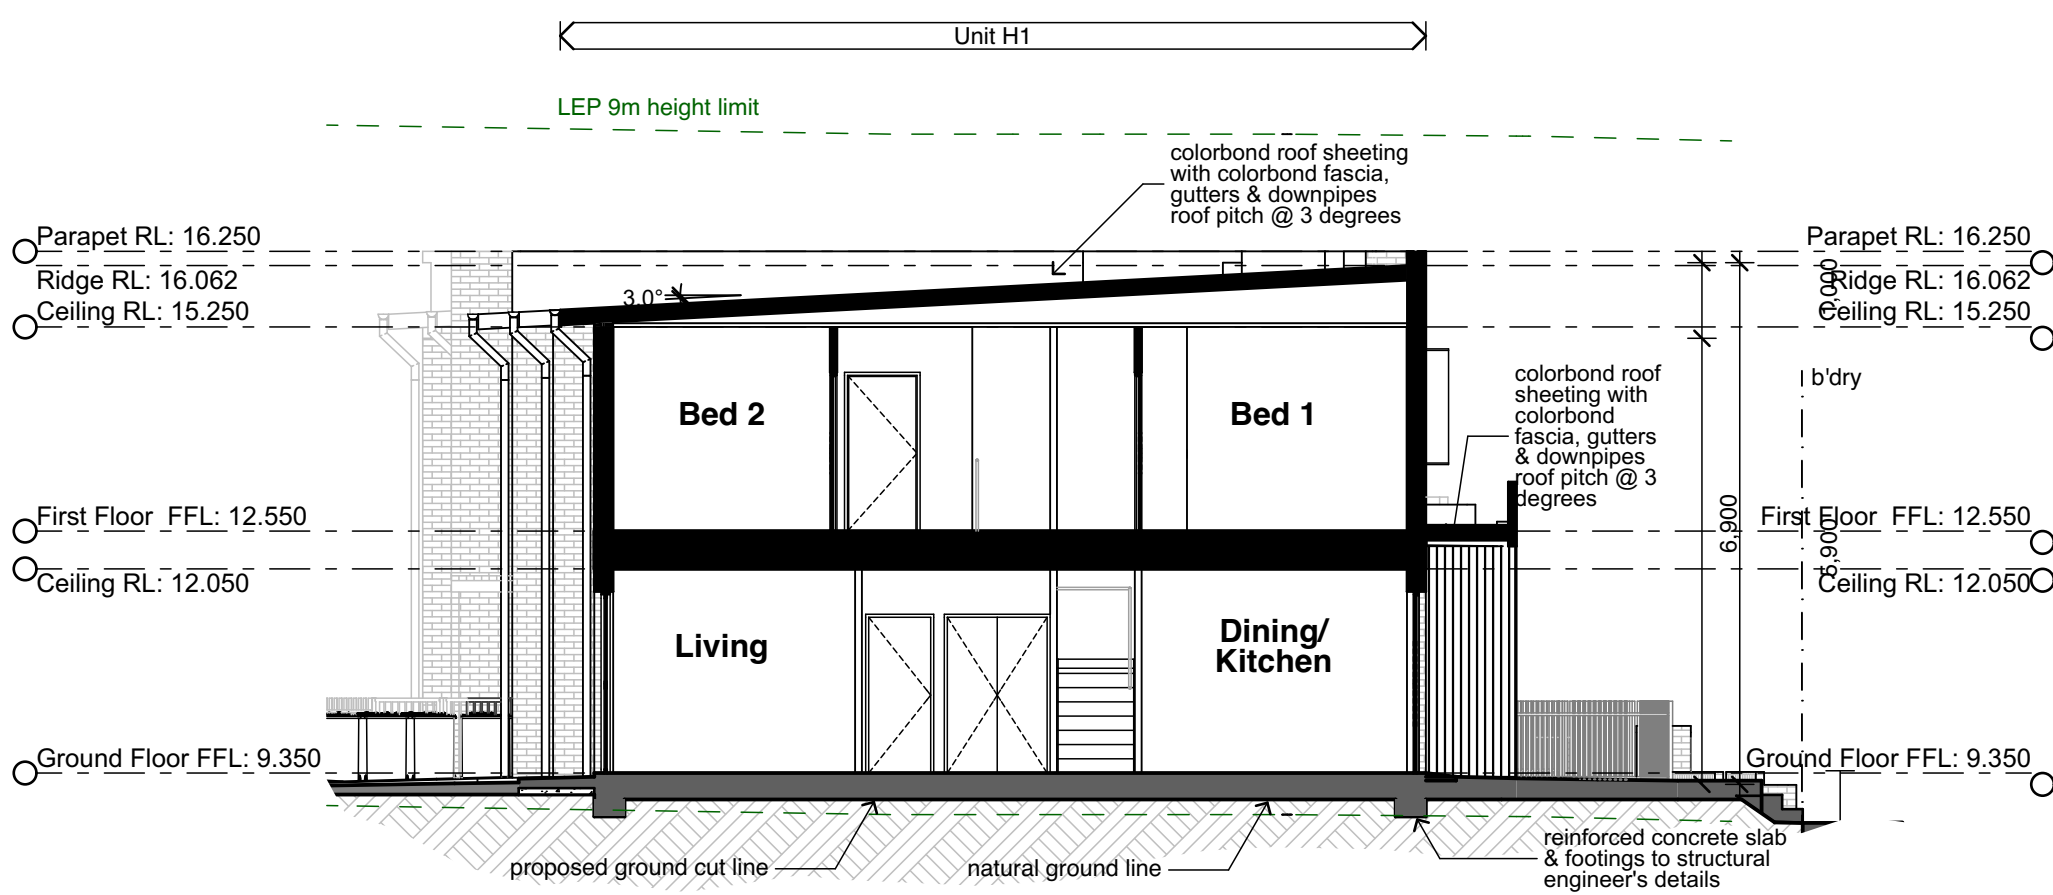 Unit H1
LEP 9m height limit
colorbond roof sheeting
with colorbond fascia,
gutters & downpipes
roof pitch @ 3 degrees
Parapet RL: 16.250
Ridge RL: 16.062
Ceiling RL: 15.250
Parapet RL: 16.250
Ridge RL: 16.062
Ceiling RL: 15.250
3.0°
b'dry
colorbond roof
sheeting with
colorbond
fascia, gutters
& downpipes
roof pitch @ 3
degrees
Bed 2
Bed 1
First Floor FFL: 12.550
Ceiling RL: 12.050
6,900
5,900
First Floor FFL: 12.550
Ceiling RL: 12.050
Living
Dining/
Kitchen
Ground Floor FFL: 9.350
Ground Floor FFL: 9.350
proposed ground cut line
natural ground line
reinforced concrete slab
& footings to structural
engineer's details